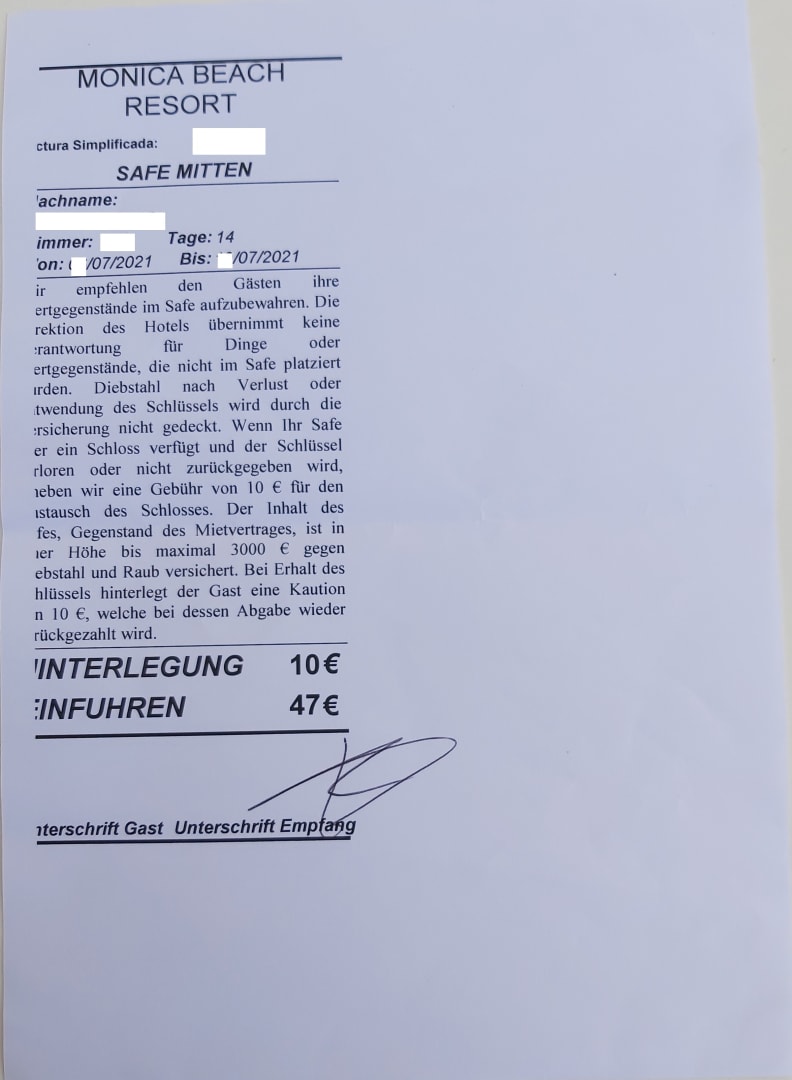 MONICA BEACH
RESORT
ctura Simplificada:
SAFE MITTEN
achname:
immer: Tage: 14
on: /07/2021 Bis: /07/2021
ir empfehlen den Gästen ihre
ertgegenstände im Safe aufzubewahren. Die
rektion des Hotels übernimmt keine
rantwortung für Dinge oder
ertgegenstände, die nicht im Safe platziert
rden. Diebstahl nach Verlust oder
twendung des Schlüssels wird durch die
rsicherung nicht gedeckt. Wenn Ihr Safe
er ein Schloss verfügt und der Schlüssel
rloren oder nicht zurückgegeben wird,
heben wir eine Gebühr von 10 € für den
stausch des Schlosses. Der Inhalt des
fes, Gegenstand des Mietvertrages, ist in
er Höhe bis maximal 3000 € gegen
ebstahl und Raub versichert. Bei Erhalt des
hlüssels hinterlegt der Gast eine Kaution
n 10 €, welche bei dessen Abgabe wieder
rückgezahlt wird.
INTERLEGUNG 10€
EINFUHREN 47€
nterschrift Gast Unterschrift Empfang